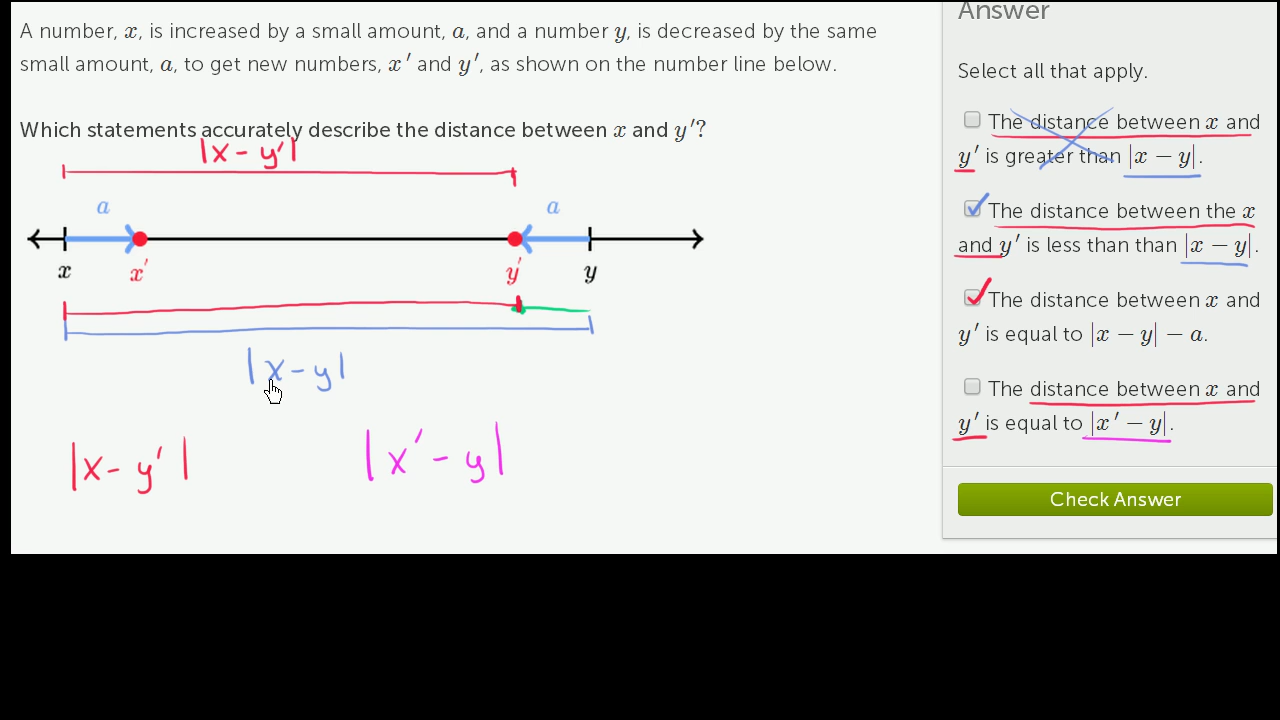 A number, x, is increased by a small amount, a, and a number y, is decreased by the same
small amount, a, to get new numbers, x′ and y′, as shown on the number line below.
Which statements accurately describe the distance between x and y′?
|x - y′|
a a
x x′ y′ y
|x - y|
|x - y′| |x′ - y|
Answer
Select all that apply.
The distance between x and
y′ is greater than |x − y|.
The distance between the x
and y′ is less than than |x − y|.
The distance between x and
y′ is equal to |x − y| − a.
The distance between x and
y′ is equal to |x′ − y|.
Check Answer